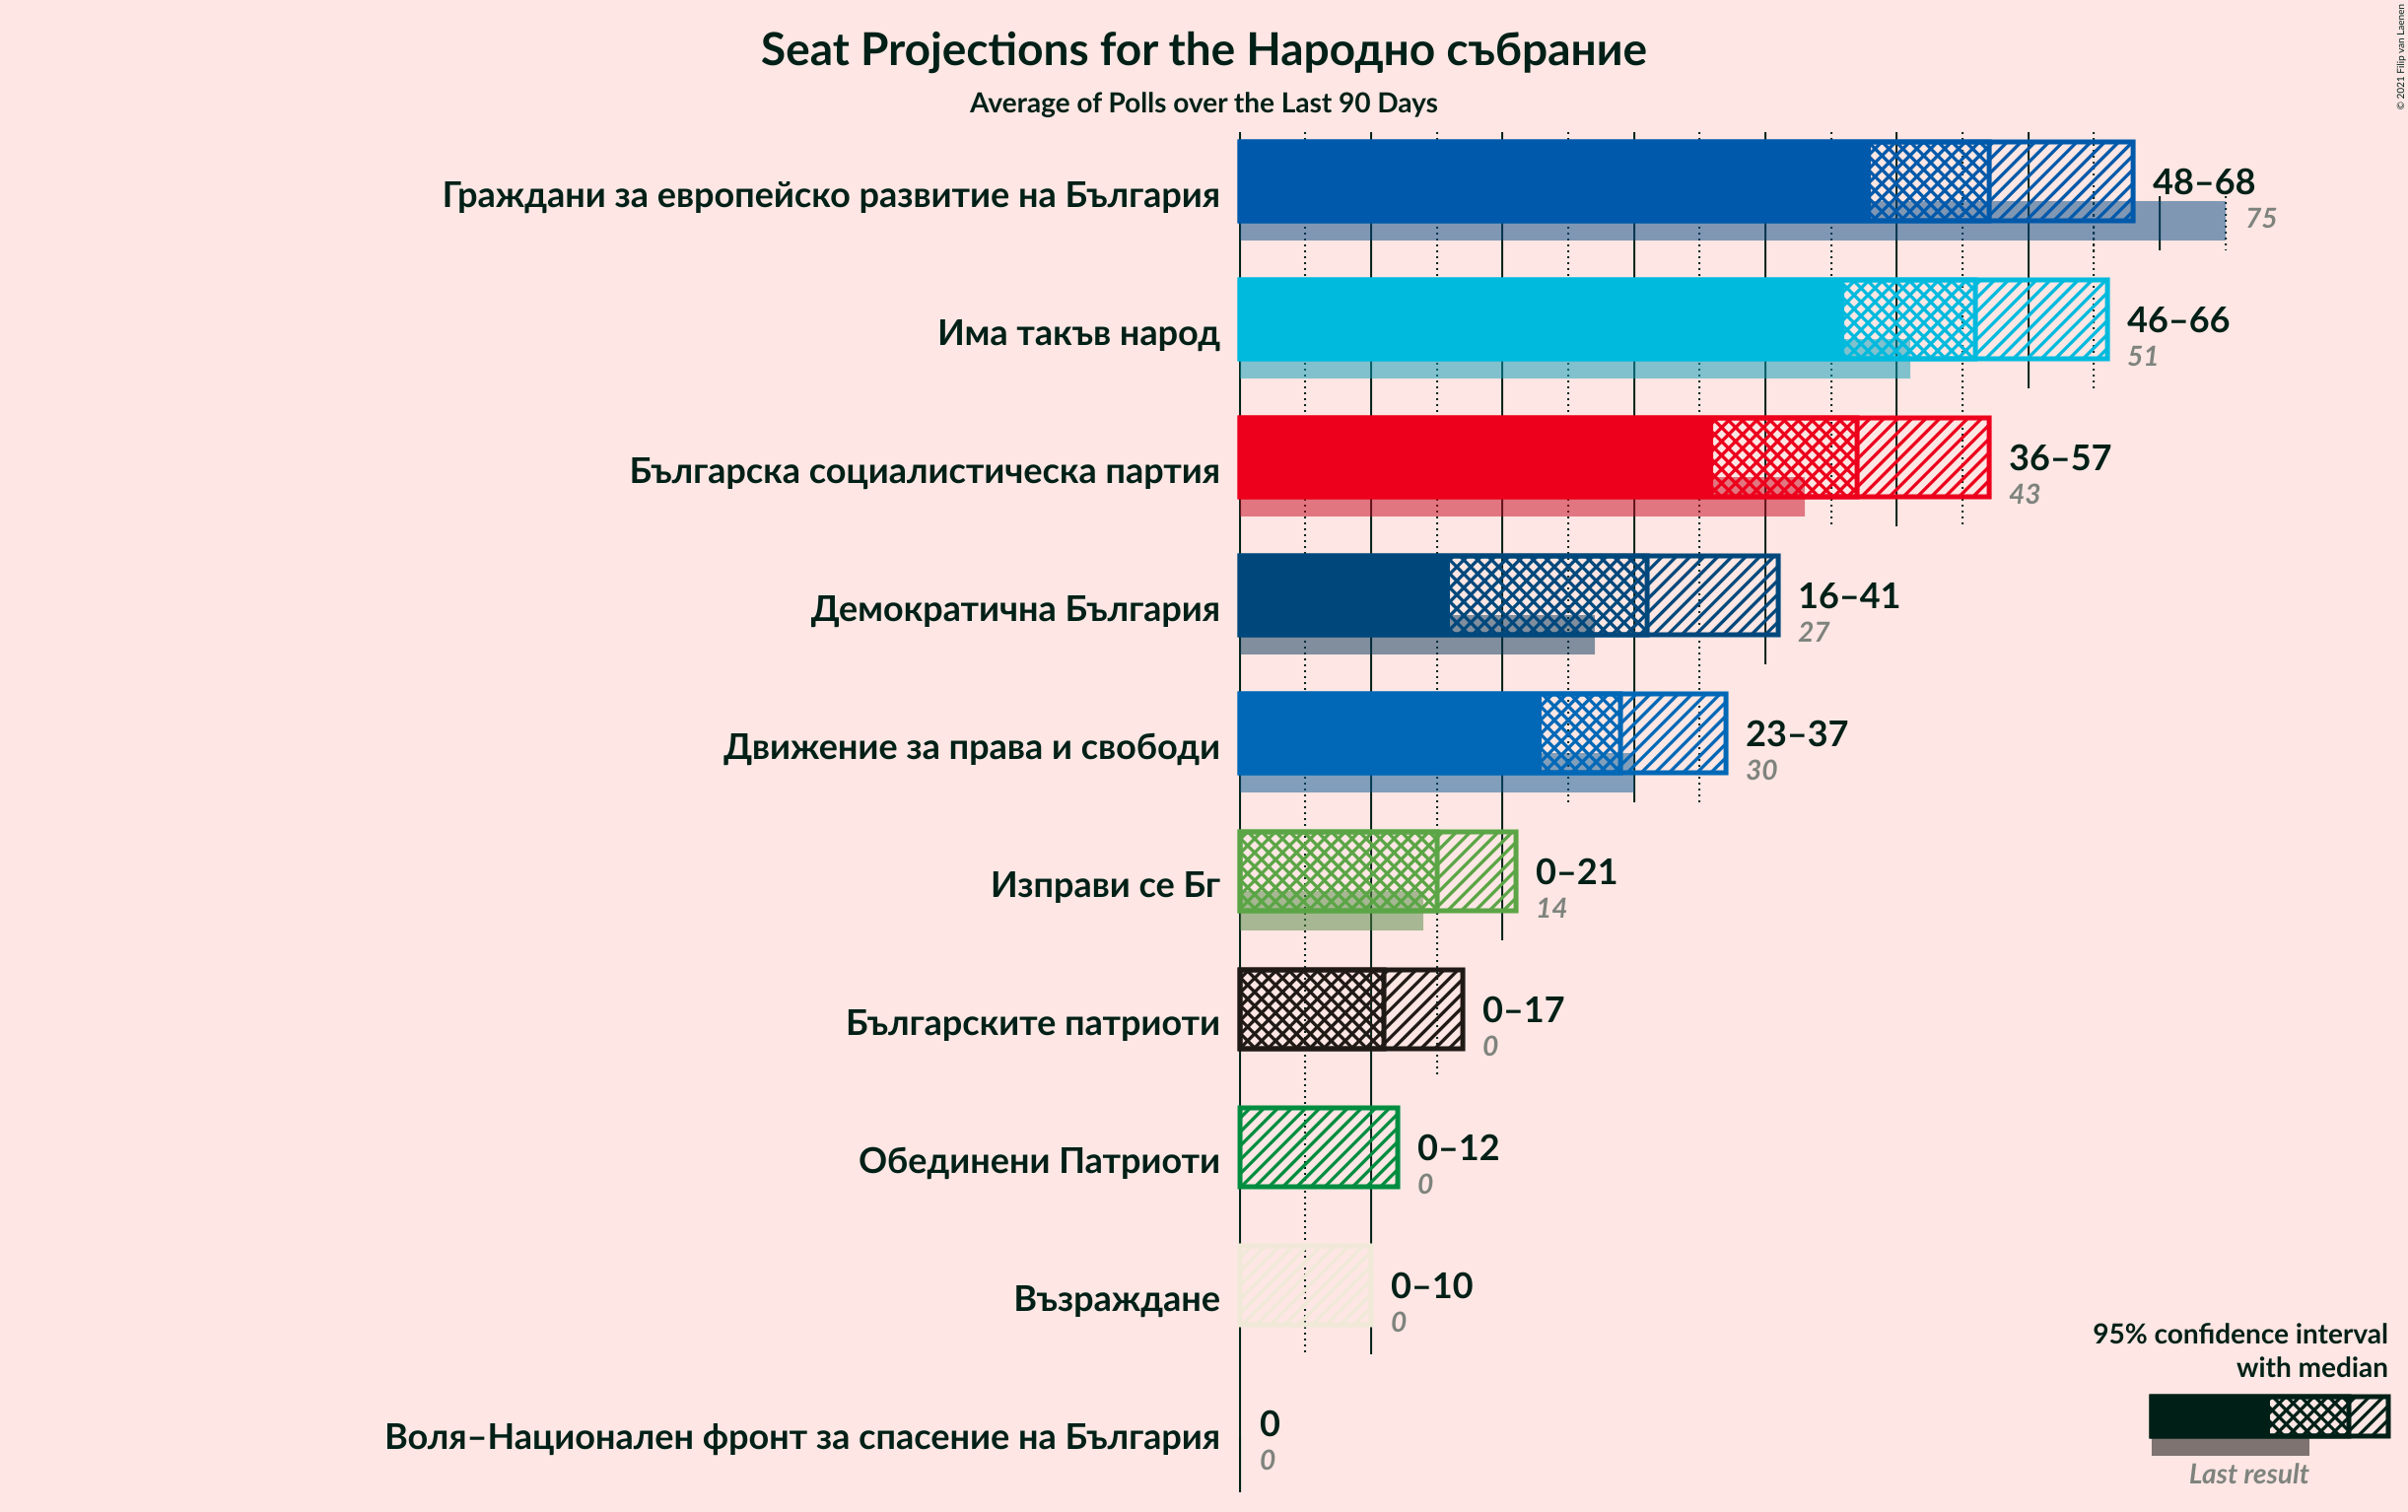 Seat Projections for the Народно събрание
Average of Polls over the Last 90 Days
© 2021 Filip van Laenen
Граждани за европейско развитие на България
48–68
75
Има такъв народ
46–66
51
Българска социалистическа партия
36–57
43
Демократична България
16–41
27
Движение за права и свободи
23–37
30
Изправи се Бг
0–21
14
Българските патриоти
0–17
0
Обединени Патриоти
0–12
0
Възраждане
0–10
0
Воля–Национален фронт за спасение на България
0
0
95% confidence interval
with median
Last result